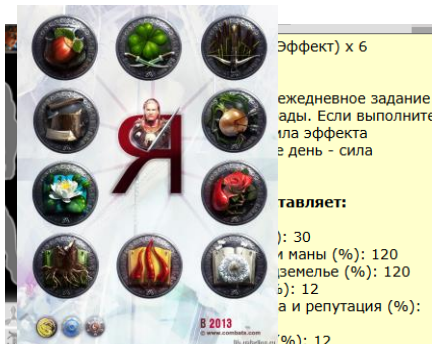 Эффект) x 6
ежедневное задание
ады. Если выполните
ила эффекта
е день - сила
тавляет:
): 30
и маны (%): 120
дземелье (%): 120
%): 12
а и репутация (%):
%): 12
Я
В 2013
© www.combats.com